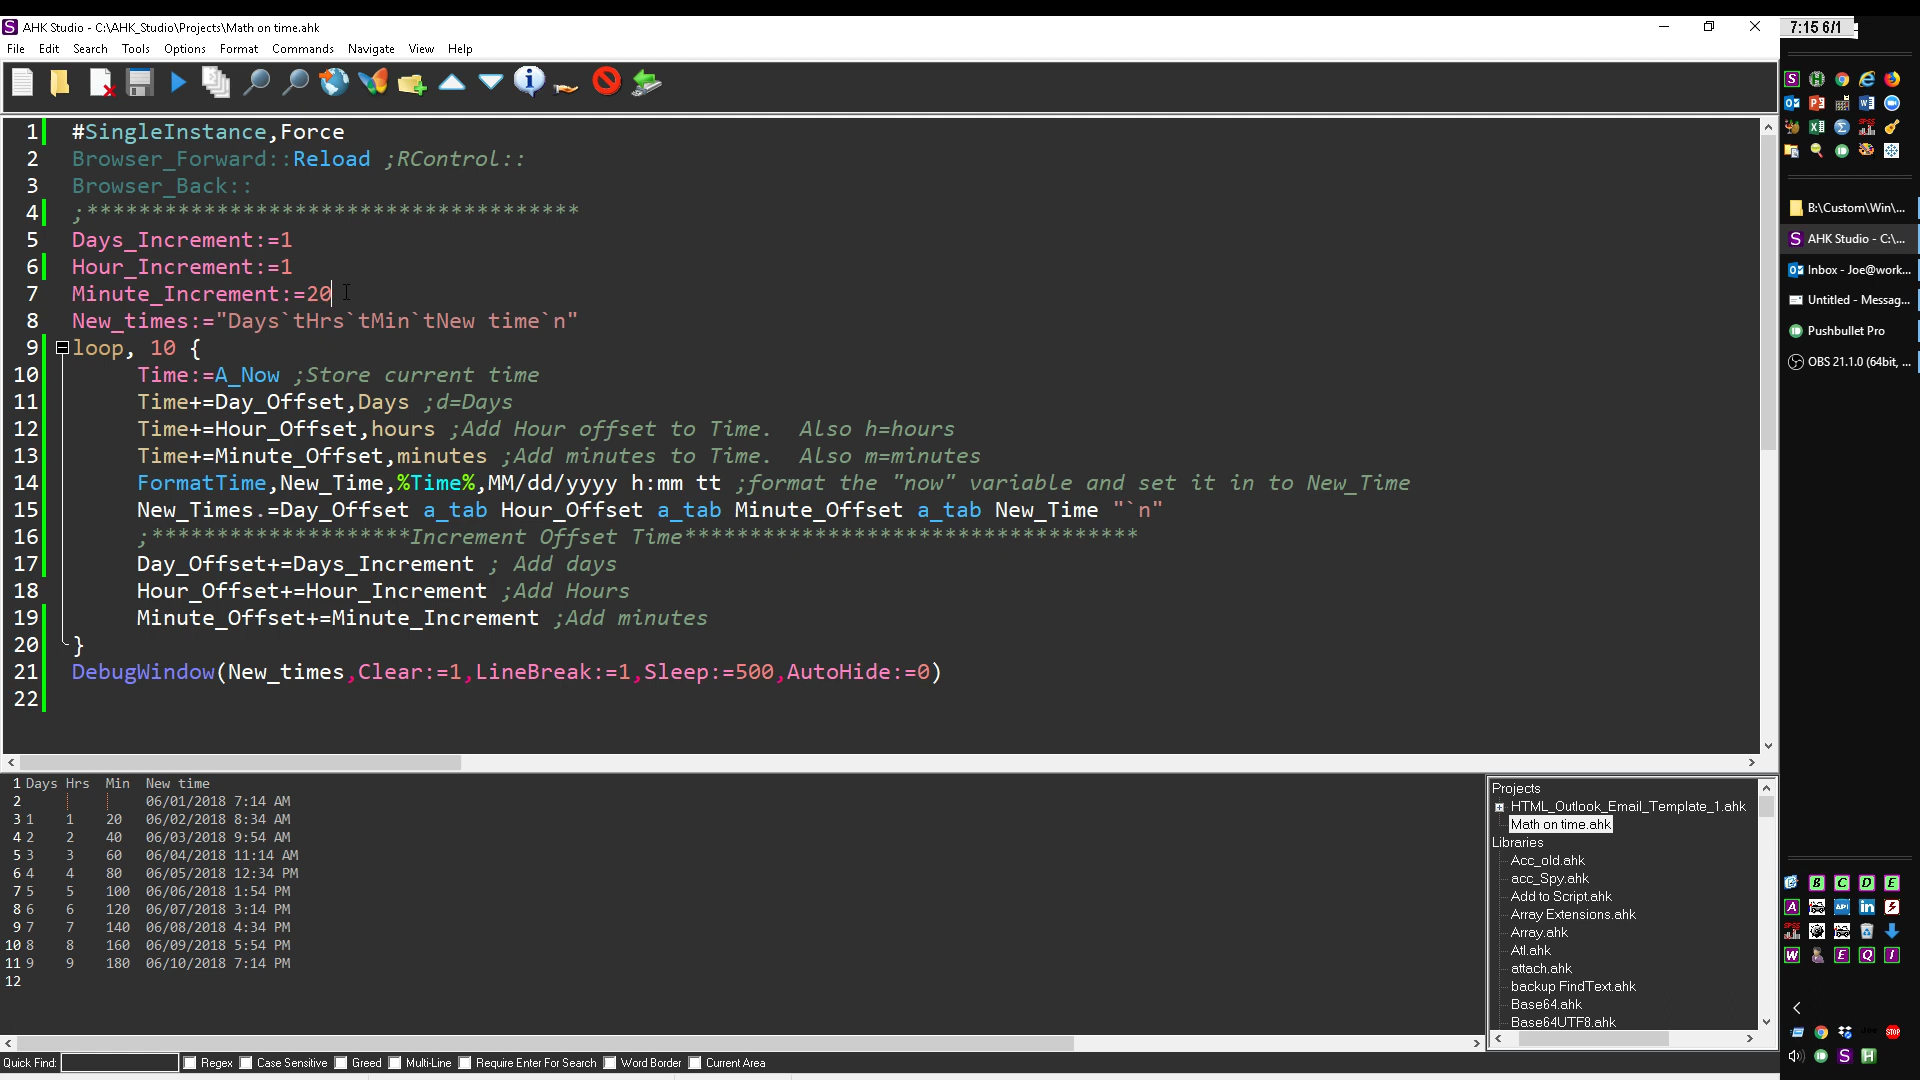 AHK Studio - C:\AHK_Studio\Projects\Math on time.ahk
7:15 6/1
File Edit Search Tools Options Format Commands Navigate View Help
1 #SingleInstance,Force
2 Browser_Forward::Reload ;RControl::
3 Browser_Back::
4 ;**************************************
5 Days_Increment:=1
6 Hour_Increment:=1
7 Minute_Increment:=20
8 New_times:="Days`tHrs`tMin`tNew time`n"
9 loop, 10 {
10 Time:=A_Now ;Store current time
11 Time+=Day_Offset,Days ;d=Days
12 Time+=Hour_Offset,hours ;Add Hour offset to Time.  Also h=hours
13 Time+=Minute_Offset,minutes ;Add minutes to Time.  Also m=minutes
14 FormatTime,New_Time,%Time%,MM/dd/yyyy h:mm tt ;format the "now" variable and set it in to New_Time
15 New_Times.=Day_Offset a_tab Hour_Offset a_tab Minute_Offset a_tab New_Time "`n"
16 ;********************Increment Offset Time***********************************
17 Day_Offset+=Days_Increment ; Add days
18 Hour_Offset+=Hour_Increment ;Add Hours
19 Minute_Offset+=Minute_Increment ;Add minutes
20 }
21 DebugWindow(New_times,Clear:=1,LineBreak:=1,Sleep:=500,AutoHide:=0)
22
B:\Custom\Win\...
AHK Studio - C:\...
Inbox - Joe@work...
Untitled - Messag...
Pushbullet Pro
OBS 21.1.0 (64bit, ...
1 Days Hrs Min New time
2 06/01/2018 7:14 AM
3 1 1 20 06/02/2018 8:34 AM
4 2 2 40 06/03/2018 9:54 AM
5 3 3 60 06/04/2018 11:14 AM
6 4 4 80 06/05/2018 12:34 PM
7 5 5 100 06/06/2018 1:54 PM
8 6 6 120 06/07/2018 3:14 PM
9 7 7 140 06/08/2018 4:34 PM
10 8 8 160 06/09/2018 5:54 PM
11 9 9 180 06/10/2018 7:14 PM
12
Projects
HTML_Outlook_Email_Template_1.ahk
Math on time.ahk
Libraries
Acc_old.ahk
acc_Spy.ahk
Add to Script.ahk
Array Extensions.ahk
Array.ahk
Atl.ahk
attach.ahk
backup FindText.ahk
Base64.ahk
Base64UTF8.ahk
Quick Find: Regex Case Sensitive Greed Multi-Line Require Enter For Search Word Border Current Area